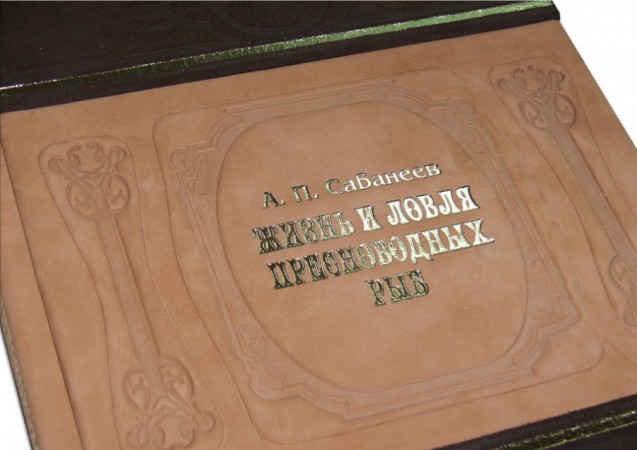 А. П. Сабанеев
ЖИЗНЬ И ЛОВЛЯ
ПРЕСНОВОДНЫХ
РЫБ